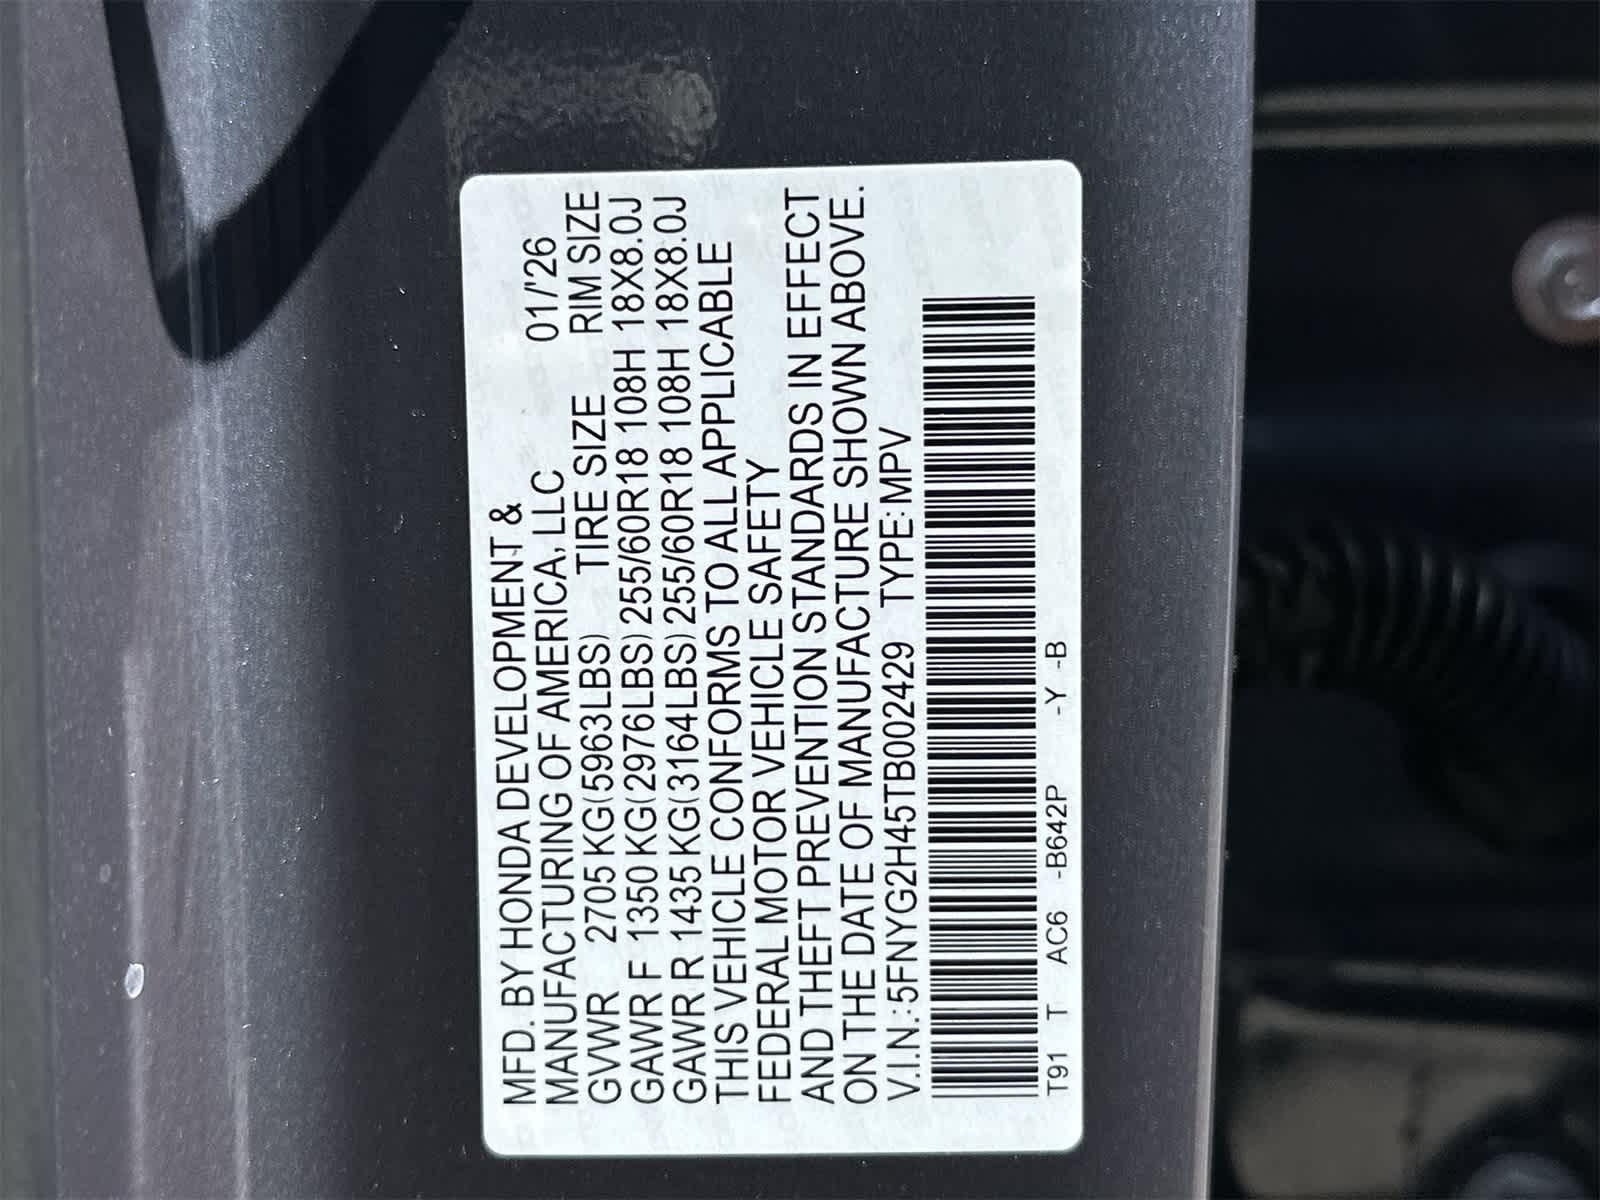 MFD. BY HONDA DEVELOPMENT &
MANUFACTURING OF AMERICA, LLC 01/'26
GVWR 2705 KG(5963LBS) TIRE SIZE RIM SIZE
GAWR F 1350 KG(2976LBS) 255/60R18 108H 18X8.0J
GAWR R 1435 KG(3164LBS) 255/60R18 108H 18X8.0J
THIS VEHICLE CONFORMS TO ALL APPLICABLE
FEDERAL MOTOR VEHICLE SAFETY
AND THEFT PREVENTION STANDARDS IN EFFECT
ON THE DATE OF MANUFACTURE SHOWN ABOVE.
V.I.N.: 5FNYG2H45TB002429 TYPE: MPV
T91 T AC6 -B642P -Y -B